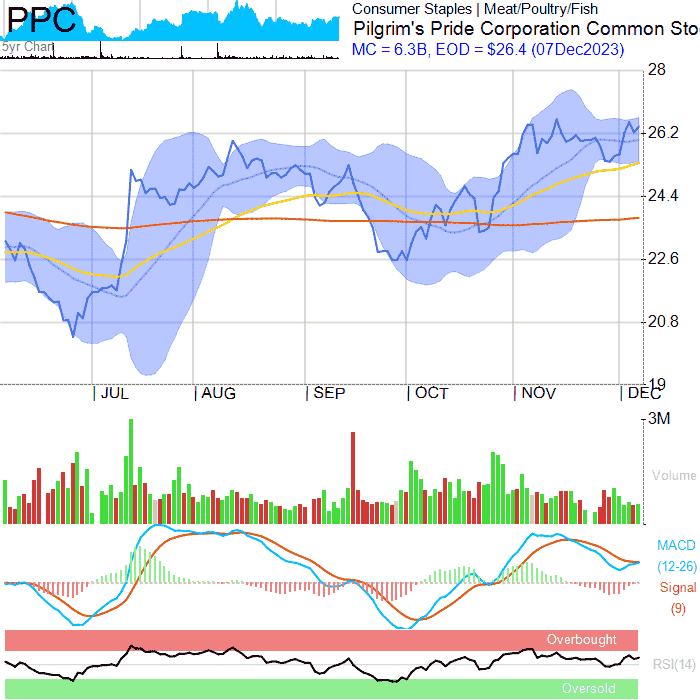 PPC
5yr Chart
Consumer Staples | Meat/Poultry/Fish
Pilgrim's Pride Corporation Common Sto
MC = 6.3B, EOD = $26.4 (07Dec2023)
28
26.2
24.4
22.6
20.8
19
JUL AUG SEP OCT NOV DEC
3M
Volume
MACD
(12-26)
Signal
(9)
Overbought
RSI(14)
Oversold